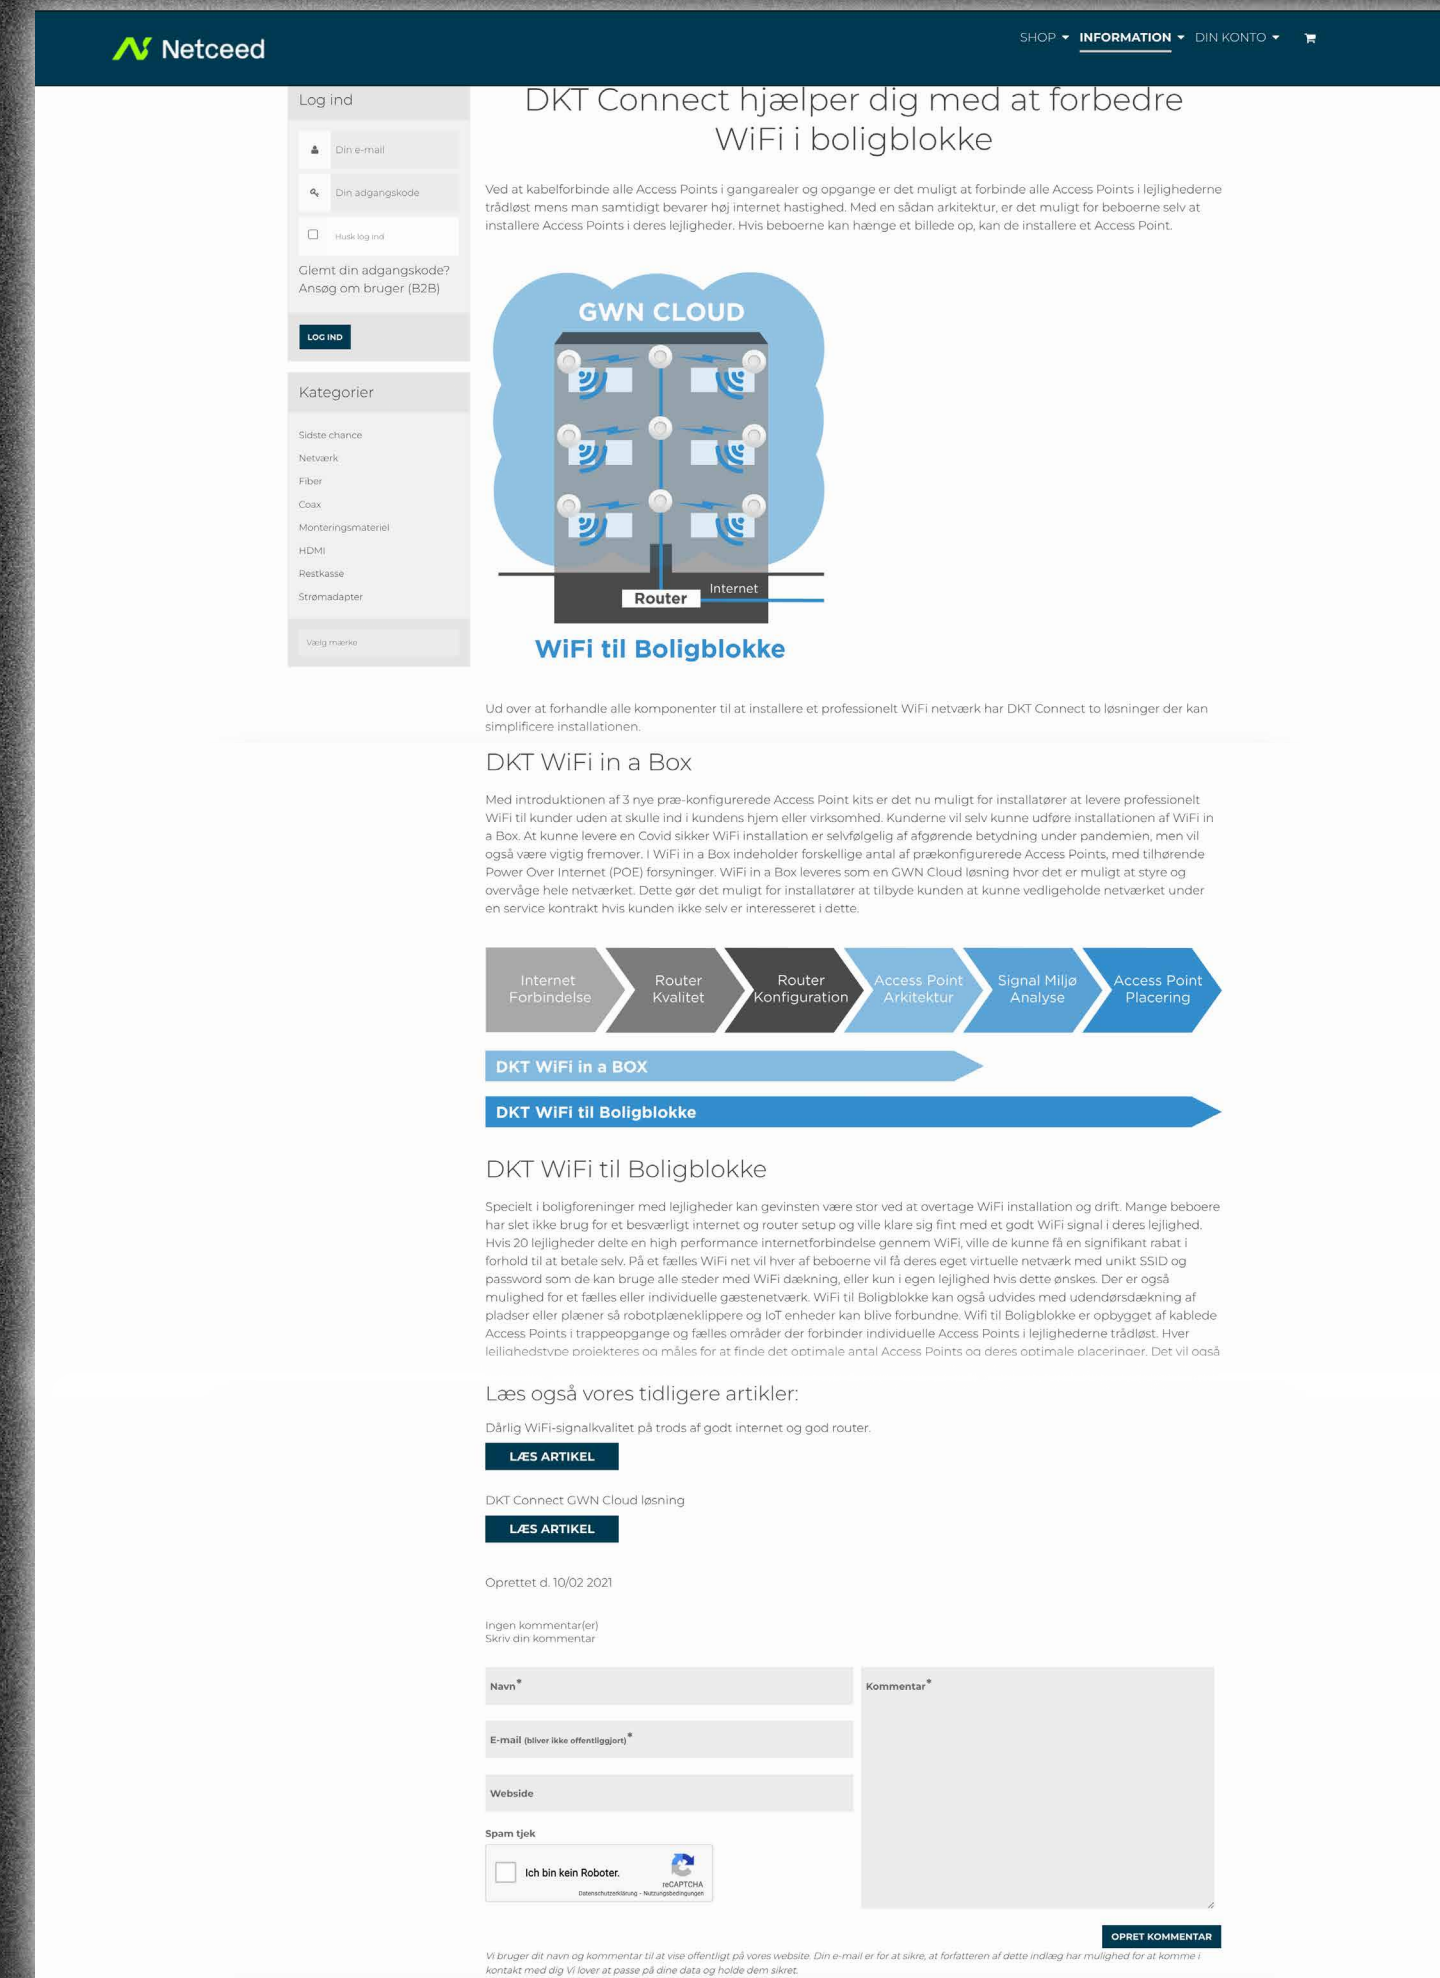 Netceed
SHOP INFORMATION DIN KONTO
Log ind
Din e-mail
Din adgangskode
Husk log ind
Glemt din adgangskode?
Ansøg om bruger (B2B)
LOG IND
Kategorier
Sidste chance
Netværk
Fiber
Coax
Monteringsmateriel
HDMI
Restkasse
Strømadapter
Vælg mærke
DKT Connect hjælper dig med at forbedre
WiFi i boligblokke
Ved at kabelforbinde alle Access Points i gangarealer og opgange er det muligt at forbinde alle Access Points i lejlighederne
trådløst mens man samtidigt bevarer høj internet hastighed. Med en sådan arkitektur, er det muligt for beboerne selv at
installere Access Points i deres lejligheder. Hvis beboerne kan hænge et billede op, kan de installere et Access Point.
GWN CLOUD
Internet
Router
WiFi til Boligblokke
Ud over at forhandle alle komponenter til at installere et professionelt WiFi netværk har DKT Connect to løsninger der kan
simplificere installationen.
DKT WiFi in a Box
Med introduktionen af 3 nye præ-konfigurerede Access Point kits er det nu muligt for installatører at levere professionelt
WiFi til kunder uden at skulle ind i kundens hjem eller virksomhed. Kunderne vil selv kunne udføre installationen af WiFi in
a Box. At kunne levere en Covid sikker WiFi installation er selvfølgelig af afgørende betydning under pandemien, men vil
også være vigtig fremover. I WiFi in a Box indeholder forskellige antal af prækonfigurerede Access Points, med tilhørende
Power Over Internet (POE) forsyninger. WiFi in a Box leveres som en GWN Cloud løsning hvor det er muligt at styre og
overvåge hele netværket. Dette gør det muligt for installatører at tilbyde kunden at kunne vedligeholde netværket under
en service kontrakt hvis kunden ikke selv er interesseret i dette.
Internet
Forbindelse
Router
Kvalitet
Router
Konfiguration
Access Point
Arkitektur
Signal Miljø
Analyse
Access Point
Placering
DKT WiFi in a BOX
DKT WiFi til Boligblokke
DKT WiFi til Boligblokke
Specielt i boligforeninger med lejligheder kan gevinsten være stor ved at overtage WiFi installation og drift. Mange beboere
har slet ikke brug for et besværligt internet og router setup og ville klare sig fint med et godt WiFi signal i deres lejlighed.
Hvis 20 lejligheder delte en high performance internetforbindelse gennem WiFi, ville de kunne få en signifikant rabat i
forhold til at betale selv. På et fælles WiFi net vil hver af beboerne vil få deres eget virtuelle netværk med unikt SSID og
password som de kan bruge alle steder med WiFi dækning, eller kun i egen lejlighed hvis dette ønskes. Der er også
mulighed for et fælles eller individuelle gæstenetværk. WiFi til Boligblokke kan også udvides med udendørsdækning af
pladser eller plæner så robotplæneklippere og IoT enheder kan blive forbundne. Wifi til Boligblokke er opbygget af kablede
Access Points i trappeopgange og fælles områder der forbinder individuelle Access Points i lejlighederne trådløst. Hver
lejlighedstype projekteres og måles for at finde det optimale antal Access Points og deres optimale placeringer. Det vil også
Læs også vores tidligere artikler:
Dårlig WiFi-signalkvalitet på trods af godt internet og god router.
LÆS ARTIKEL
DKT Connect GWN Cloud løsning
LÆS ARTIKEL
Oprettet d. 10/02 2021
Ingen kommentar(er)
Skriv din kommentar
Navn*
E-mail (bliver ikke offentliggjort)*
Webside
Kommentar*
Spam tjek
Ich bin kein Roboter.
reCAPTCHA
Datenschutzerklärung - Nutzungsbedingungen
OPRET KOMMENTAR
Vi bruger dit navn og kommentar til at vise offentligt på vores website. Din e-mail er for at sikre, at forfatteren af dette indlæg har mulighed for at komme i
kontakt med dig Vi lover at passe på dine data og holde dem sikret.